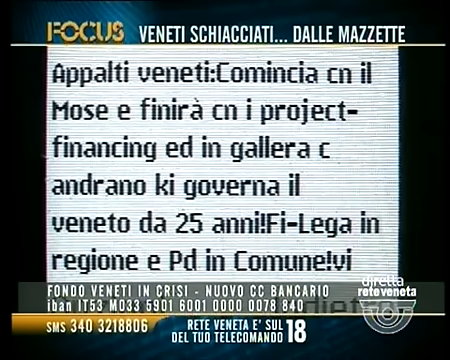 FOCUS VENETI SCHIACCIATI... DALLE MAZZETTE
Appalti veneti:Comincia cn il
Mose e finirà cn i project-
financing ed in gallera c
andrano ki governa il
veneto da 25 anni!Fi-Lega in
regione e Pd in Comune!vi
diretta
reteveneta
FONDO VENETI IN CRISI - NUOVO CC BANCARIO
iban IT53 M033 5901 6001 0000 0078 840
SMS 340 3218806
RETE VENETA E' SUL
DEL TUO TELECOMANDO 18